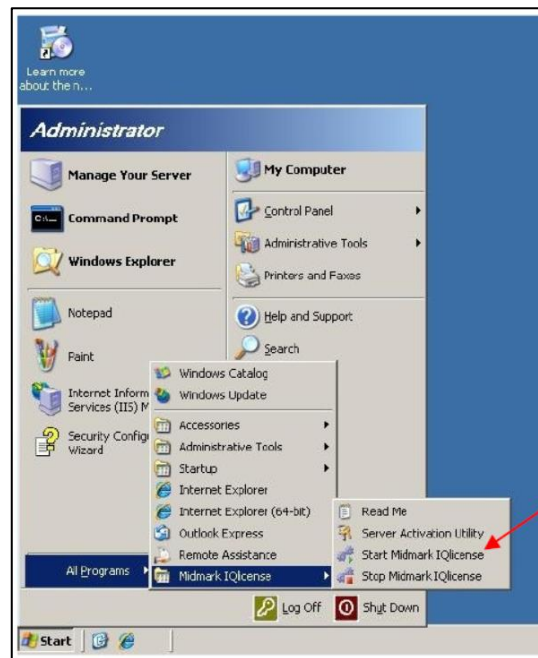 Learn more
about the n...
Administrator
Manage Your Server
Command Prompt
Windows Explorer
Notepad
Paint
Internet Inform
Services (IIS) M
Security Config
Wizard
All Programs
My Computer
Control Panel
Administrative Tools
Printers and Faxes
Help and Support
Search
Windows Catalog
Windows Update
Accessories
Administrative Tools
Startup
Internet Explorer
Internet Explorer (64-bit)
Outlook Express
Remote Assistance
Midmark IQlicense
Read Me
Server Activation Utility
Start Midmark IQlicense
Stop Midmark IQlicense
Log Off
Shut Down
Start